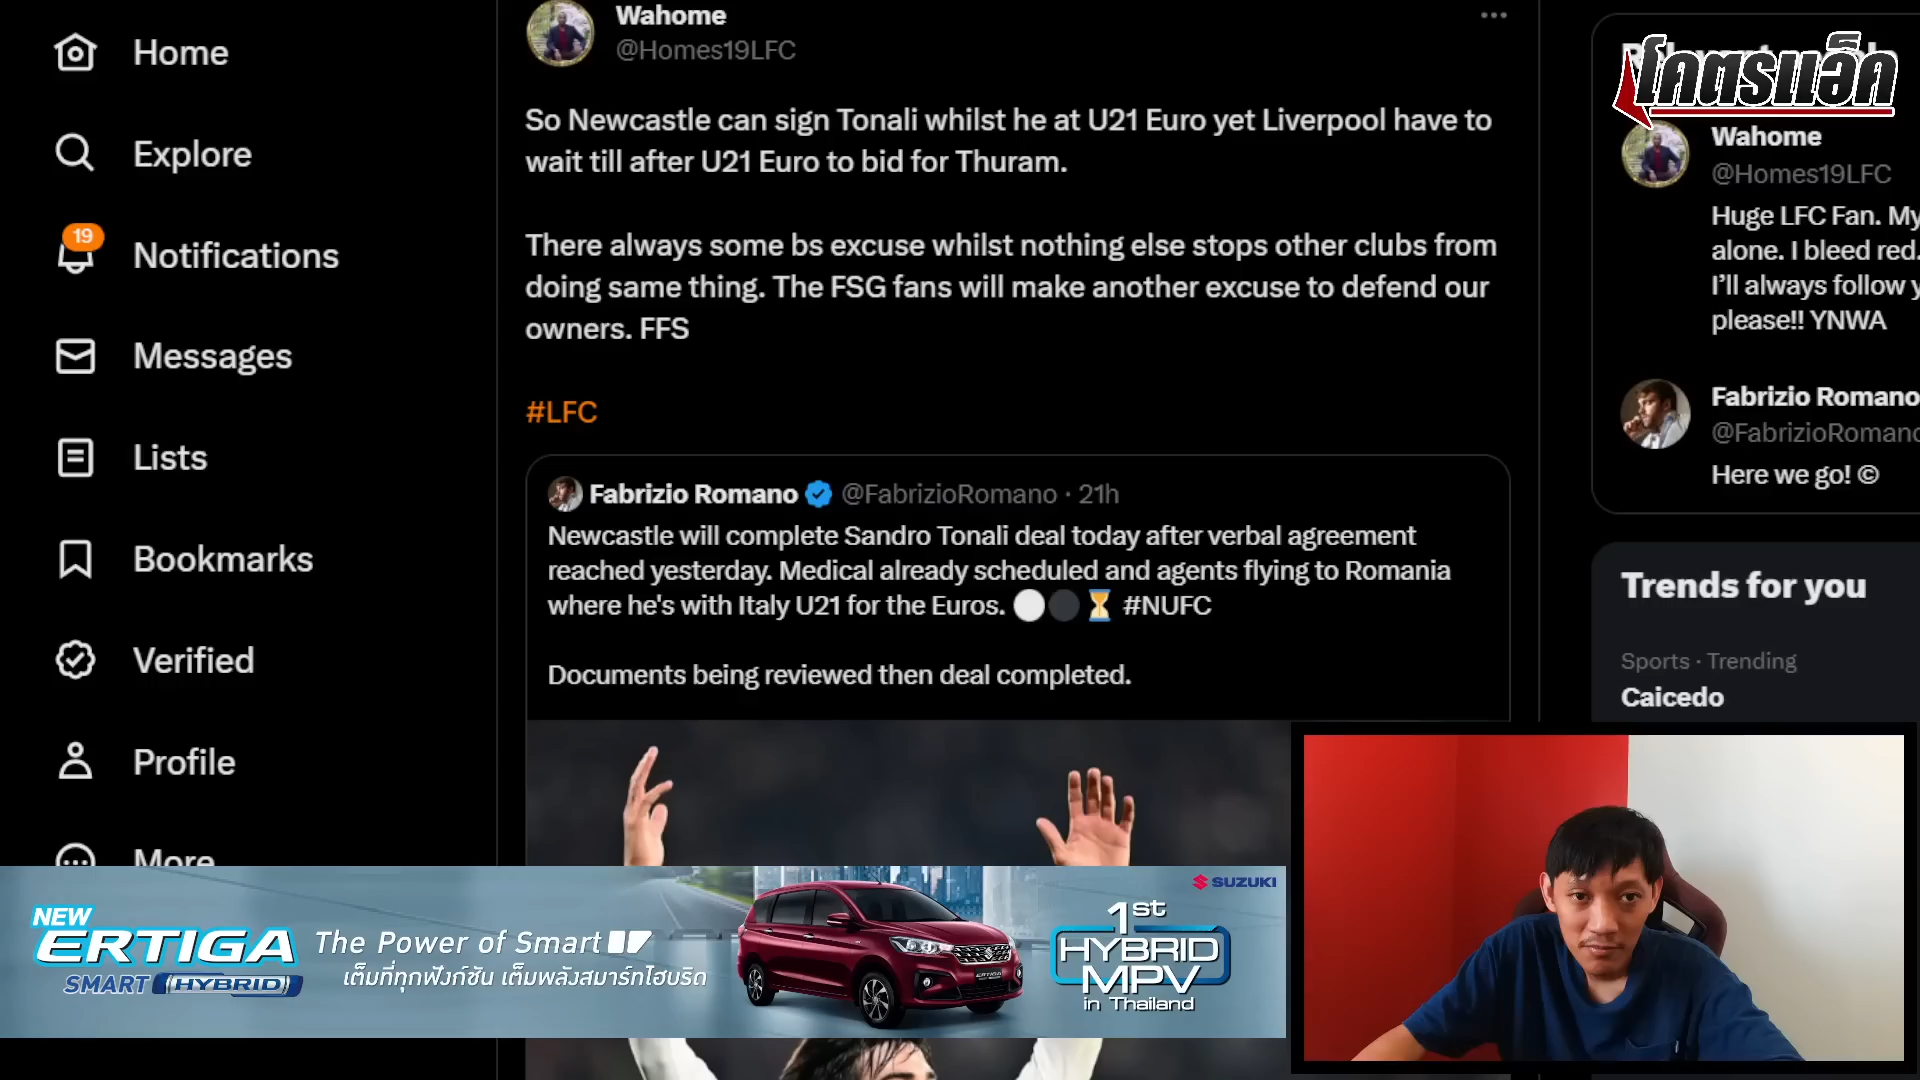 Home
Explore
19
Notifications
Messages
Lists
Bookmarks
Verified
Profile
More
Wahome
@Homes19LFC
So Newcastle can sign Tonali whilst he at U21 Euro yet Liverpool have to
wait till after U21 Euro to bid for Thuram.
There always some bs excuse whilst nothing else stops other clubs from
doing same thing. The FSG fans will make another excuse to defend our
owners. FFS
#LFC
Fabrizio Romano @FabrizioRomano · 21h
Newcastle will complete Sandro Tonali deal today after verbal agreement
reached yesterday. Medical already scheduled and agents flying to Romania
where he's with Italy U21 for the Euros. ⚪⚫⏳ #NUFC
Documents being reviewed then deal completed.
โคตรแอ็ค
Wahome
@Homes19LFC
Huge LFC Fan. My
alone. I bleed red.
I'll always follow y
please!! YNWA
Fabrizio Romano
@FabrizioRomano
Here we go! ©
Trends for you
Sports · Trending
Caicedo
NEW
ERTIGA
SMART HYBRID
The Power of Smart
เต็มที่ทุกฟังก์ชัน เต็มพลังสมาร์ทไฮบริด
SUZUKI
1st
HYBRID
MPV
in Thailand